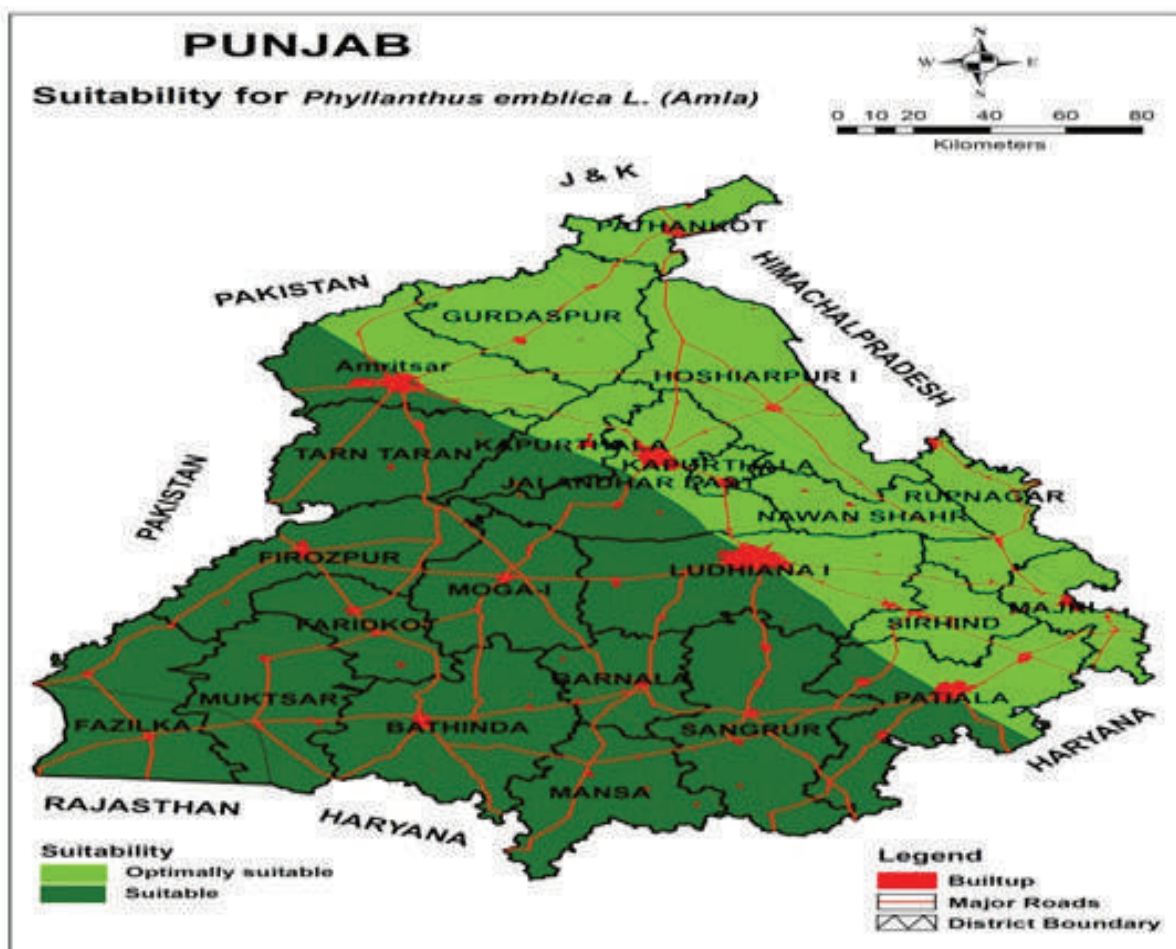 PUNJAB
Suitability for Phyllanthus emblica L. (Amla)
N
W E
S
0 5 10 20 40 60 80
Kilometers
J & K
PATHANKOT
HIMACHALPRADESH
PAKISTAN
GURDASPUR
Amritsar
HOSHIARPUR I
KAPURTHALA
TARN TARAN
KAPURTHALA
JALANDHAR
RUPNAGAR
NAWAN SHAHR
PAKISTAN
FIROZPUR
LUDHIANA I
MOGA-I
FARIDKOT
SIRHIND
BARNALA
MUKTSAR
PATIALA
FAZILKA
BATHINDA
SANGRUR
HARYANA
MANSA
RAJASTHAN
HARYANA
Suitability
Optimally suitable
Suitable
Legend
Builtup
Major Roads
District Boundary